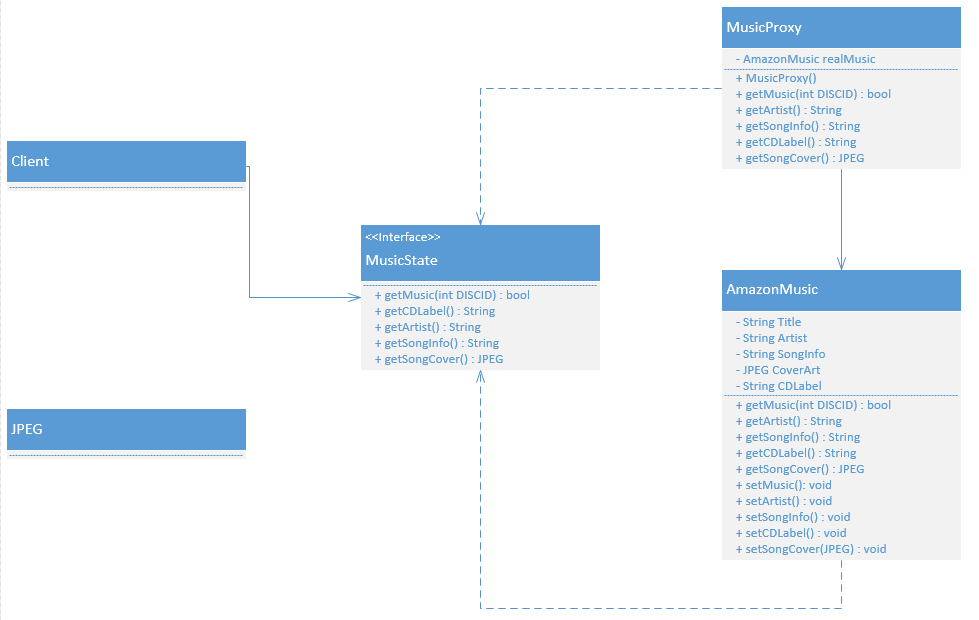 MusicProxy
- AmazonMusic realMusic
+ MusicProxy()
+ getMusic(int DISCID) : bool
+ getArtist() : String
+ getSongInfo() : String
+ getCDLabel() : String
+ getSongCover() : JPEG
Client
<<Interface>>
MusicState
+ getMusic(int DISCID) : bool
+ getCDLabel() : String
+ getArtist() : String
+ getSongInfo() : String
+ getSongCover() : JPEG
AmazonMusic
- String Title
- String Artist
- String SongInfo
- JPEG CoverArt
- String CDLabel
+ getMusic(int DISCID) : bool
+ getArtist() : String
+ getSongInfo() : String
+ getCDLabel() : String
+ getSongCover() : JPEG
+ setMusic(): void
+ setArtist() : void
+ setSongInfo() : void
+ setCDLabel() : void
+ setSongCover(JPEG) : void
JPEG